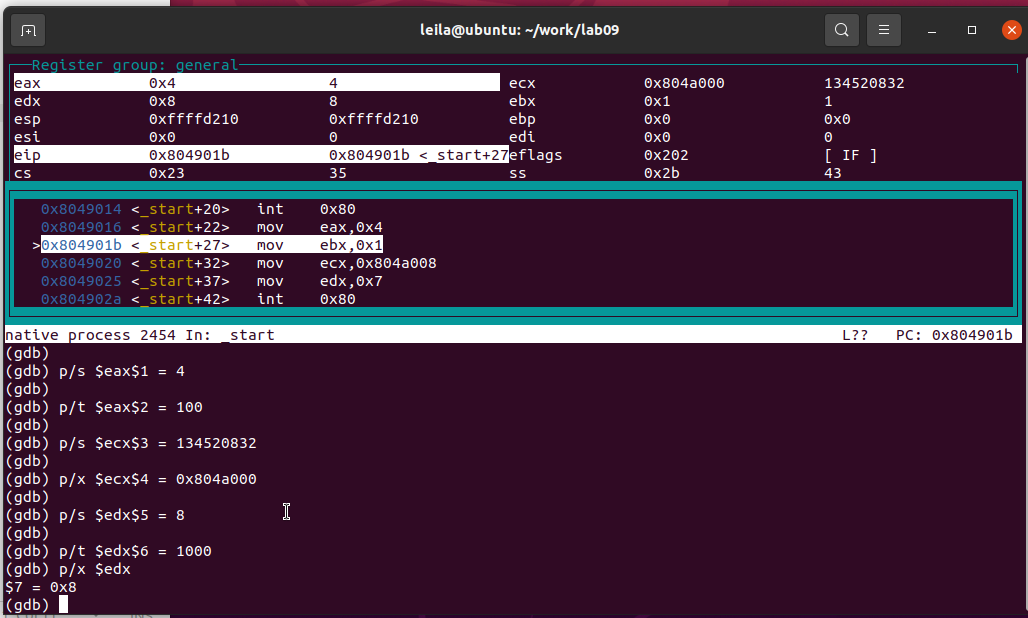 leila@ubuntu: ~/work/lab09
Register group: general
eax 0x4 4 ecx 0x804a000 134520832
edx 0x8 8 ebx 0x1 1
esp 0xffffd210 0xffffd210 ebp 0x0 0x0
esi 0x0 0 edi 0x0 0
eip 0x804901b 0x804901b <_start+27 eflags 0x202 [ IF ]
cs 0x23 35 ss 0x2b 43
0x8049014 <_start+20> int 0x80
0x8049016 <_start+22> mov eax,0x4
>0x804901b <_start+27> mov ebx,0x1
0x8049020 <_start+32> mov ecx,0x804a008
0x8049025 <_start+37> mov edx,0x7
0x804902a <_start+42> int 0x80
native process 2454 In: _start L?? PC: 0x804901b
(gdb)
(gdb) p/s $eax$1 = 4
(gdb)
(gdb) p/t $eax$2 = 100
(gdb)
(gdb) p/s $ecx$3 = 134520832
(gdb)
(gdb) p/x $ecx$4 = 0x804a000
(gdb)
(gdb) p/s $edx$5 = 8
(gdb)
(gdb) p/t $edx$6 = 1000
(gdb) p/x $edx
$7 = 0x8
(gdb)